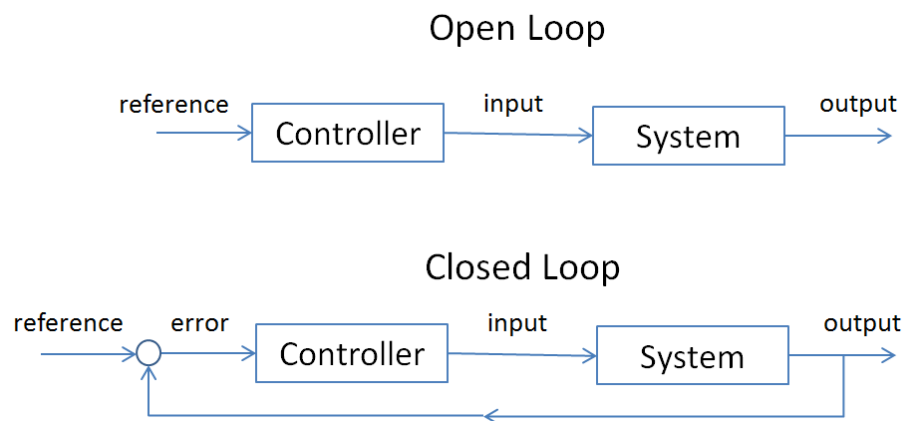 Open Loop
reference
input
output
Controller
System
Closed Loop
reference
error
input
output
Controller
System